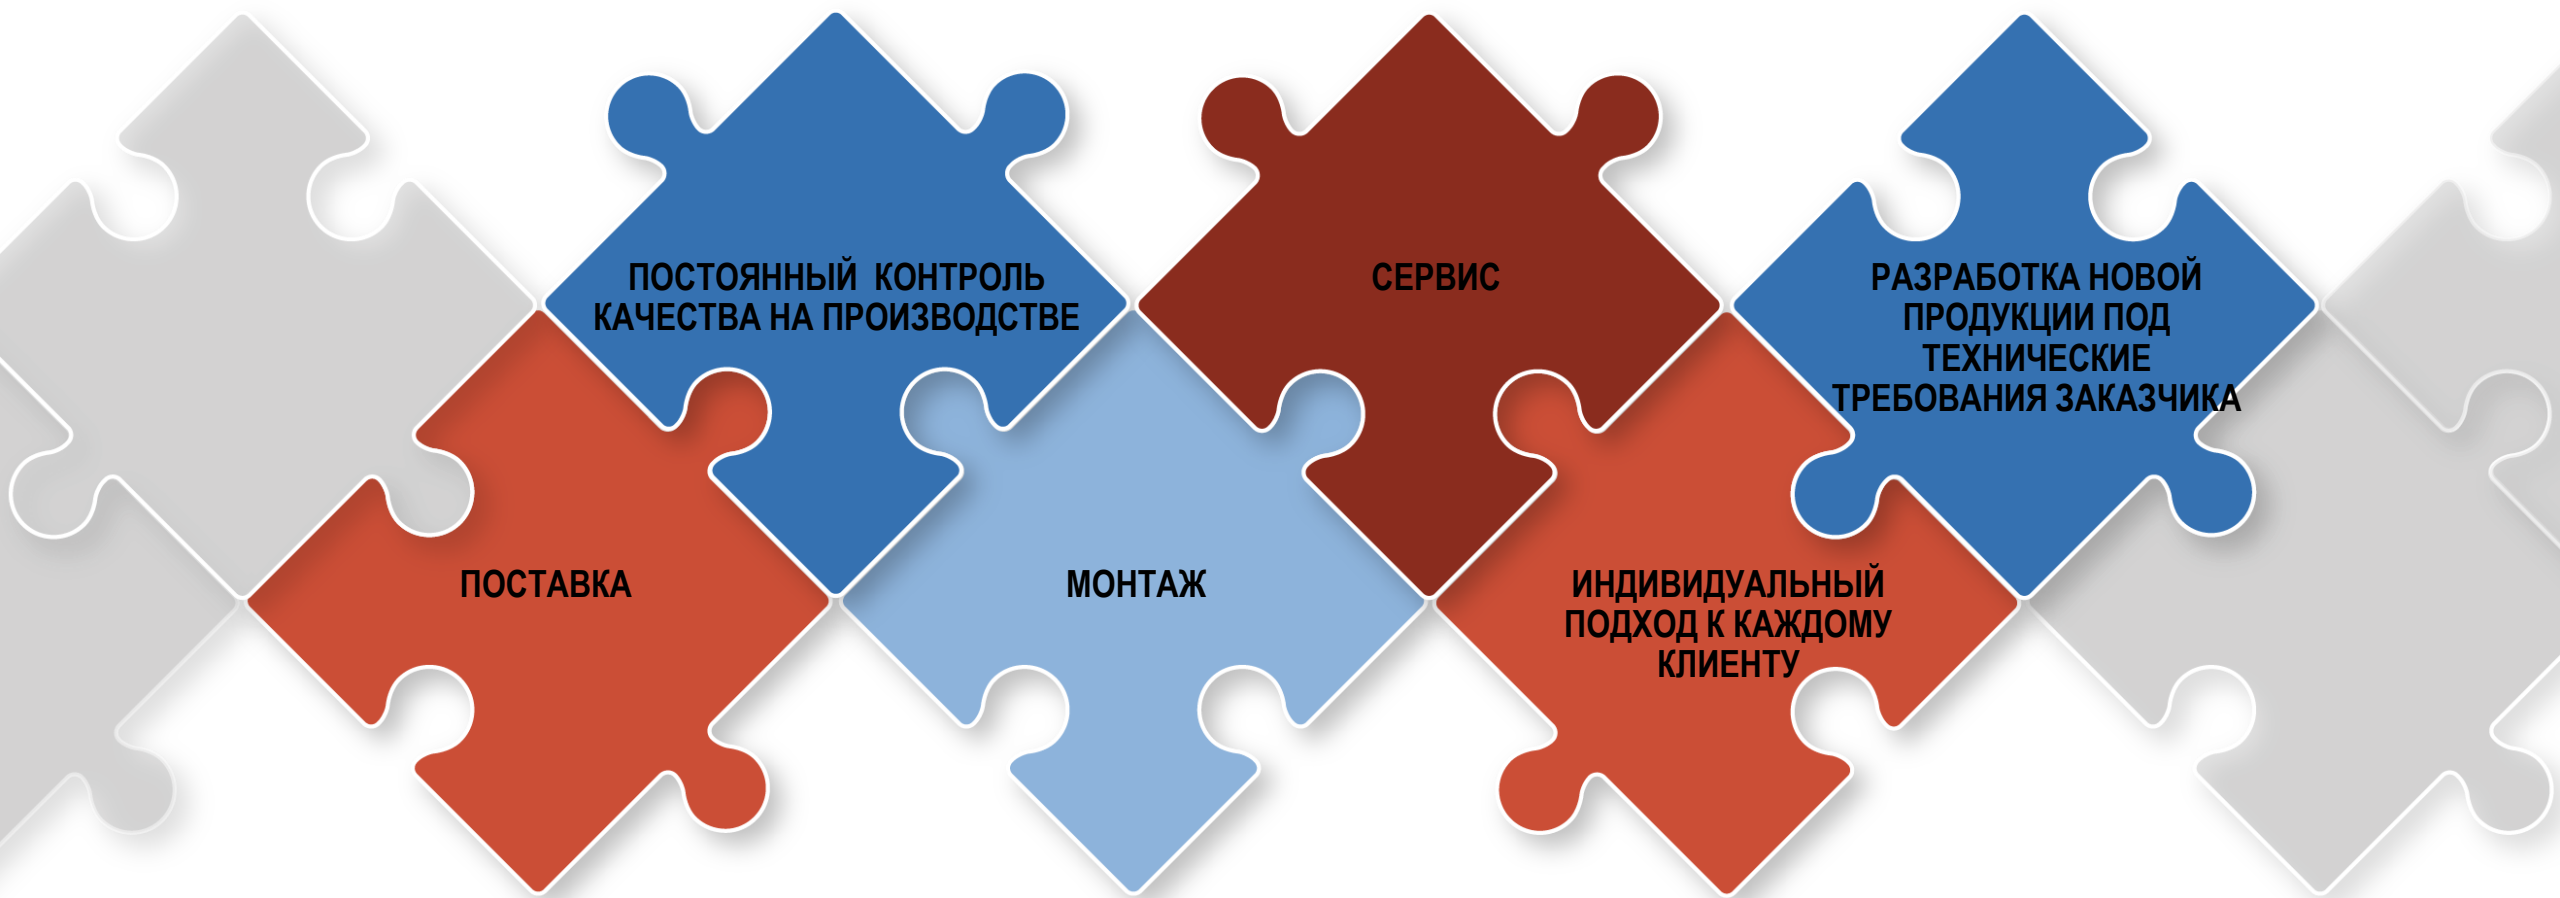 ПОСТОЯННЫЙ КОНТРОЛЬ
КАЧЕСТВА НА ПРОИЗВОДСТВЕ
СЕРВИС
РАЗРАБОТКА НОВОЙ
ПРОДУКЦИИ ПОД
ТЕХНИЧЕСКИЕ
ТРЕБОВАНИЯ ЗАКАЗЧИКА
ПОСТАВКА
МОНТАЖ
ИНДИВИДУАЛЬНЫЙ
ПОДХОД К КАЖДОМУ
КЛИЕНТУ